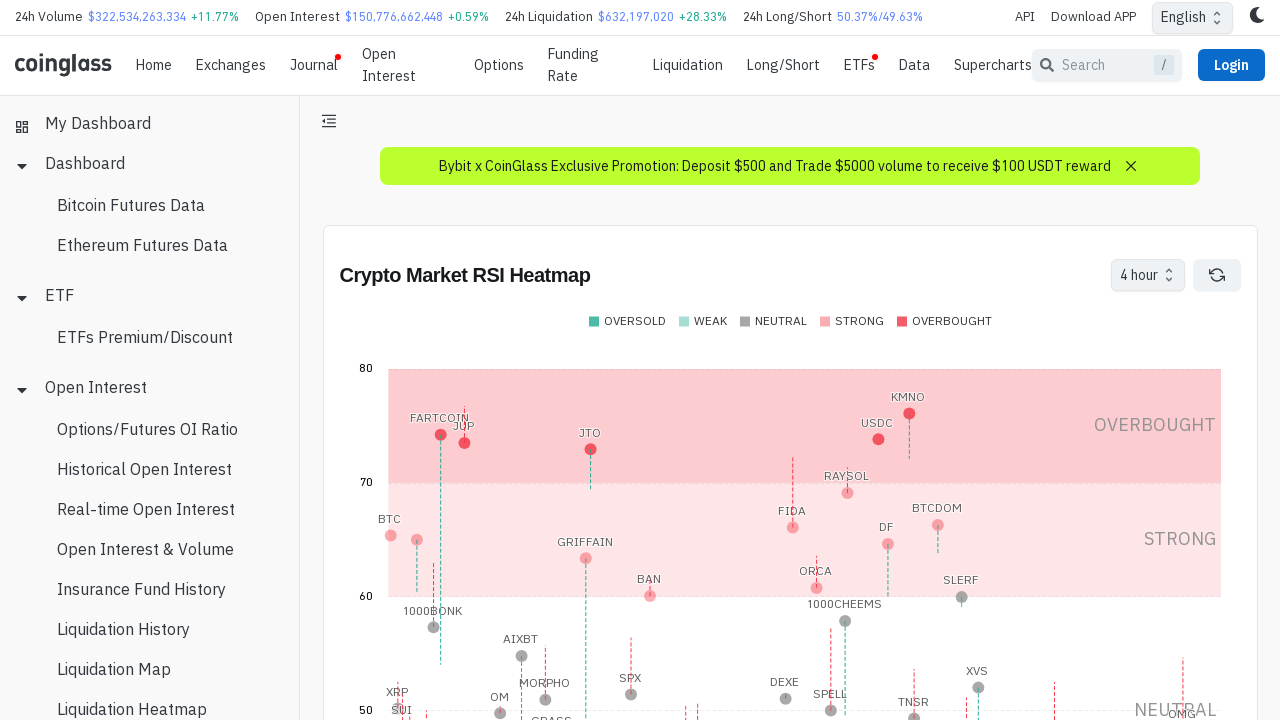 24h Volume $322,534,263,334 +11.77% Open Interest $150,776,662,448 +0.59% 24h Liquidation $632,197,020 +28.33% 24h Long/Short 50.37%/49.63% API Download APP English
coinglass Home Exchanges Journal Open Interest Options Funding Rate Liquidation Long/Short ETFs Data Supercharts Search / Login
My Dashboard
Dashboard
Bitcoin Futures Data
Ethereum Futures Data
ETF
ETFs Premium/Discount
Open Interest
Options/Futures OI Ratio
Historical Open Interest
Real-time Open Interest
Open Interest & Volume
Insurance Fund History
Liquidation History
Liquidation Map
Liquidation Heatmap
Bybit x CoinGlass Exclusive Promotion: Deposit $500 and Trade $5000 volume to receive $100 USDT reward
Crypto Market RSI Heatmap 4 hour
OVERSOLD WEAK NEUTRAL STRONG OVERBOUGHT
80
KMNO
FARTCOIN
JUP
USDC
OVERBOUGHT
JTO
70
RAYSOL
BTC
FIDA
BTCDOM
DF
STRONG
GRIFFAIN
ORCA
BAN
SLERF
60
1000CHEEMS
1000BONK
AIXBT
XVS
SPX
MORPHO
DEXE
XRP
SPELL
OM
TNSR
50
SUI
NEUTRAL
OMG
GRASS